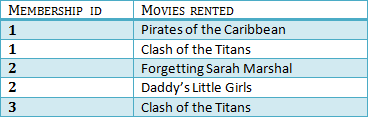 MEMBERSHIP ID MOVIES RENTED
1 Pirates of the Caribbean
1 Clash of the Titans
2 Forgetting Sarah Marshal
2 Daddy's Little Girls
3 Clash of the Titans